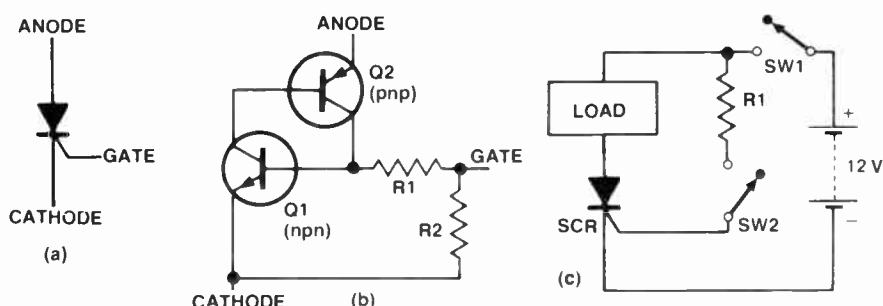 ANODE
GATE
CATHODE
(a)
ANODE
Q2
(pnp)
GATE
R1
Q1
(npn)
R2
CATHODE
(b)
SW1
R1
LOAD
+
12 V
–
SCR
SW2
(c)